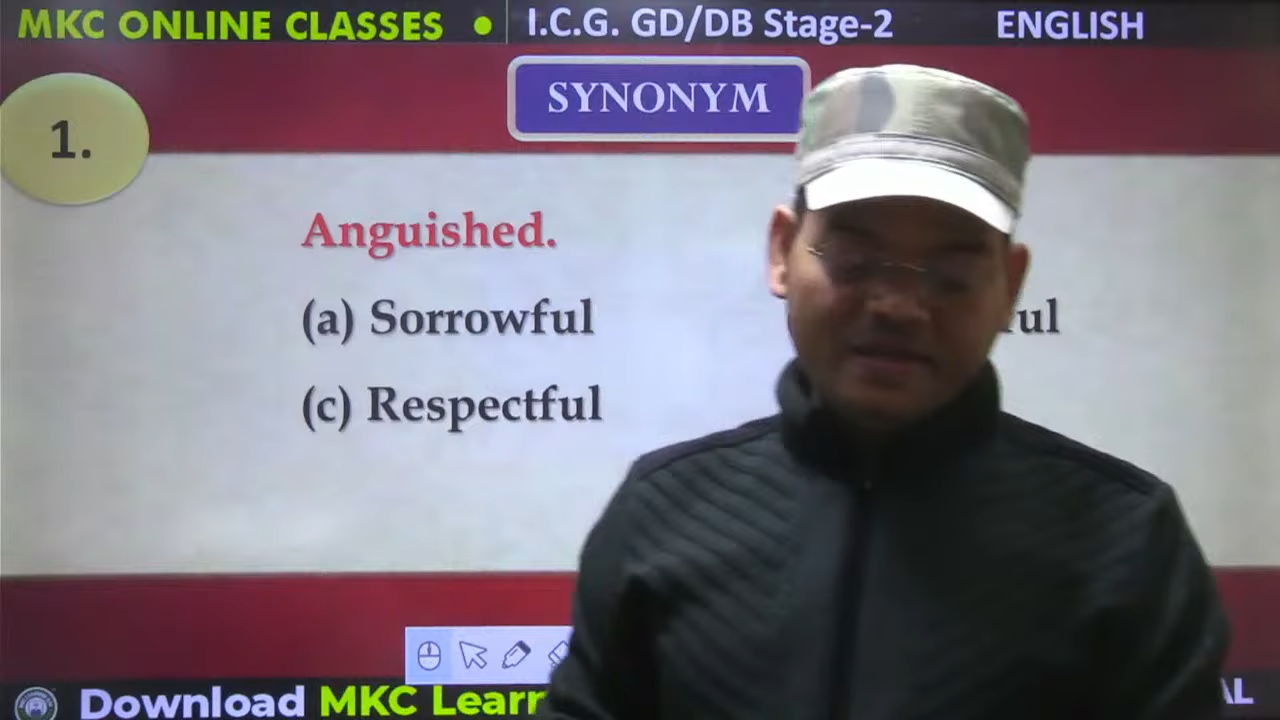 MKC ONLINE CLASSES • I.C.G. GD/DB Stage-2 ENGLISH
SYNONYM
1.
Anguished.
(a) Sorrowful
(c) Respectful
Download MKC